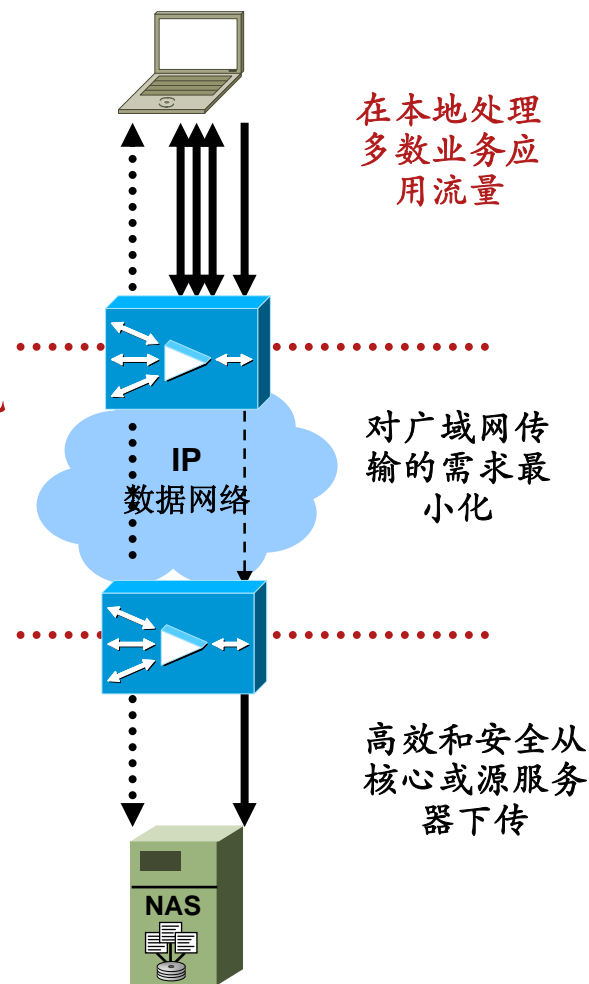 在本地处理
多数业务应
用流量
对广域网传
输的需求最
小化
IP
数据网络
高效和安全从
核心或源服务
器下传
NAS